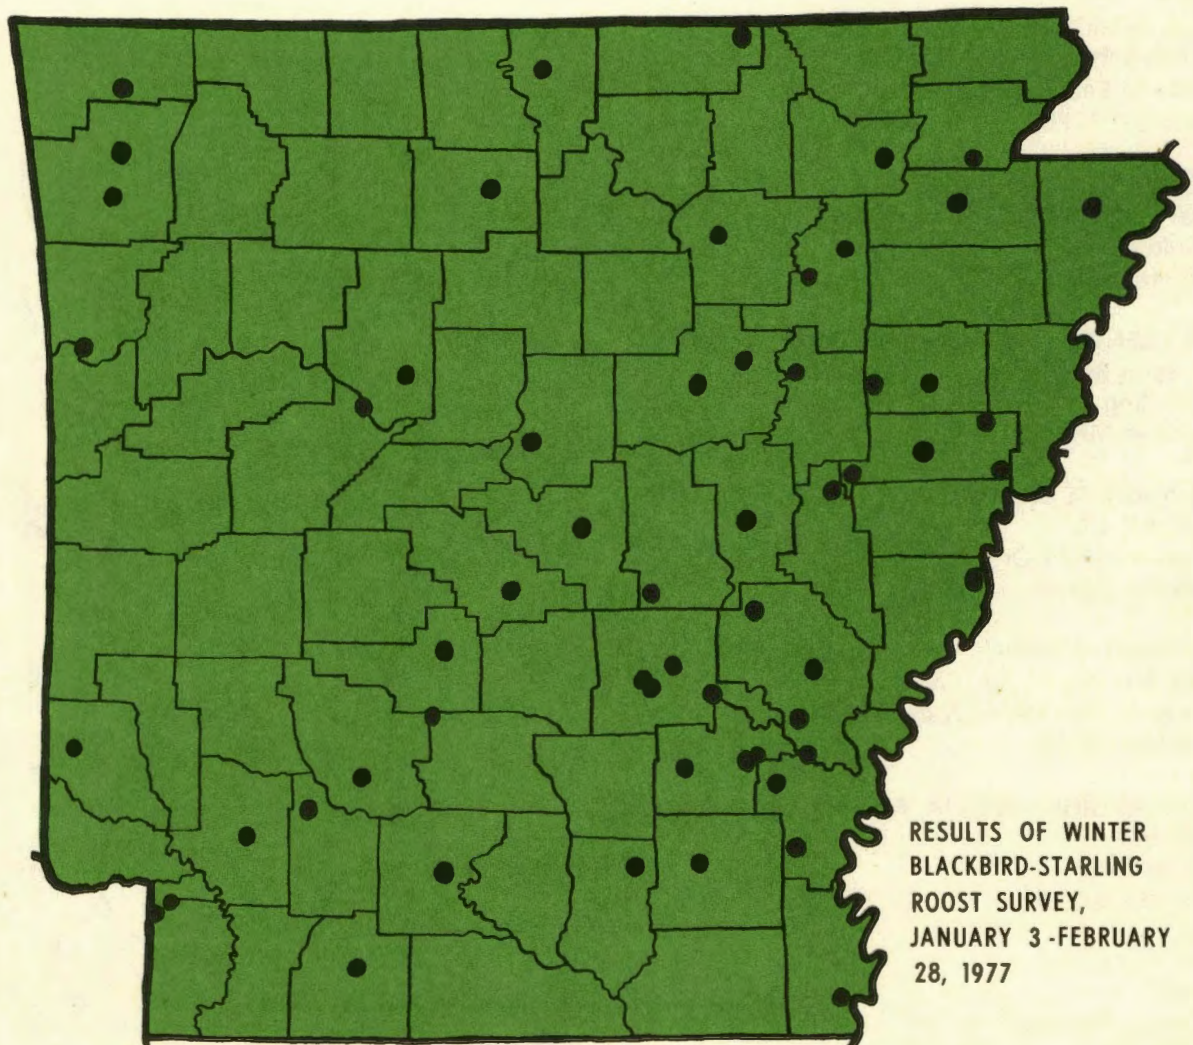 RESULTS OF WINTER
BLACKBIRD-STARLING
ROOST SURVEY,
JANUARY 3 -FEBRUARY
28, 1977